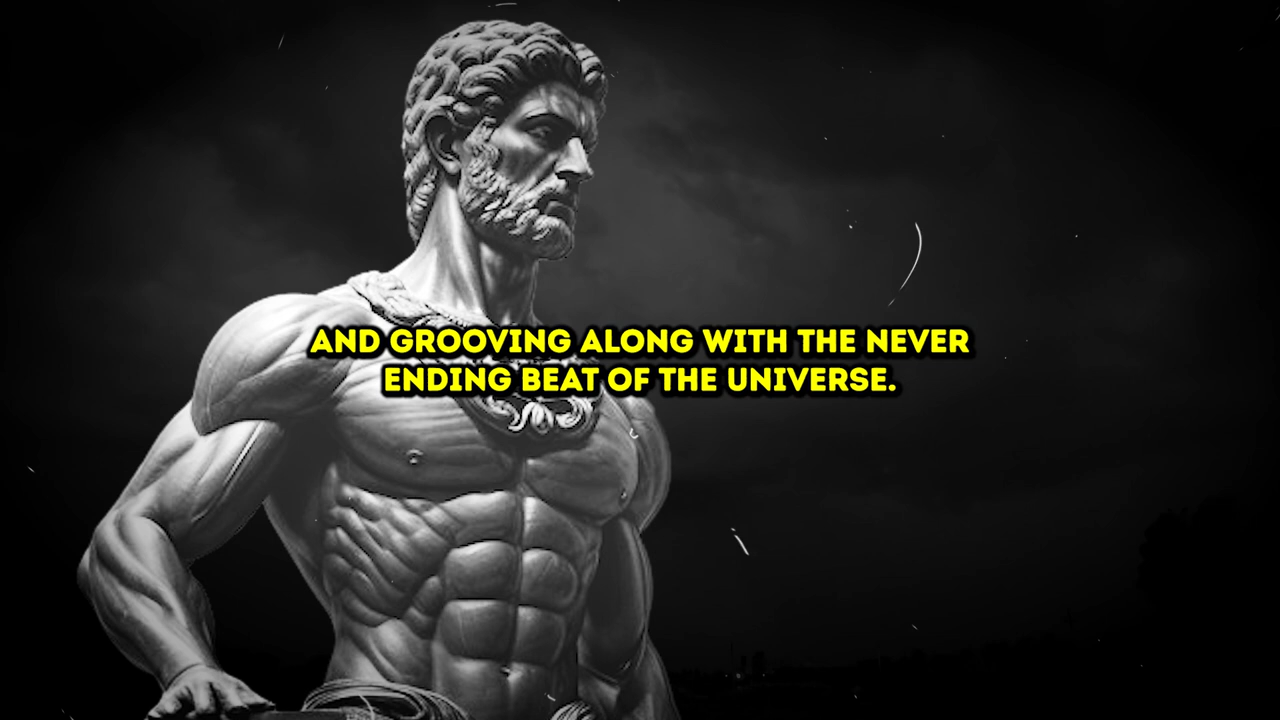 AND GROOVING ALONG WITH THE NEVER
ENDING BEAT OF THE UNIVERSE.